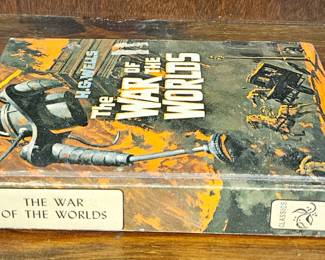 H.G. WELLS
The
WAR OF
THE
WORLDS
THE WAR
OF THE WORLDS
CLASSICS